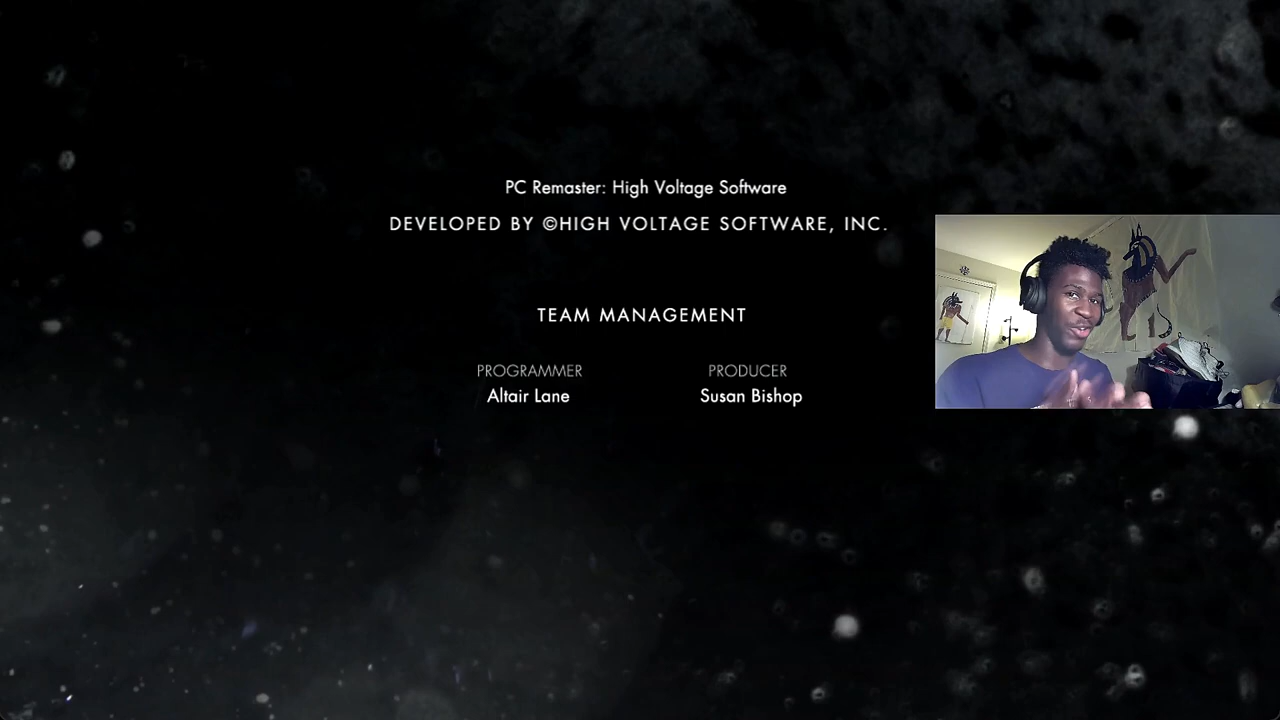 PC Remaster: High Voltage Software
DEVELOPED BY ©HIGH VOLTAGE SOFTWARE, INC.
TEAM MANAGEMENT
PROGRAMMER PRODUCER
Altair Lane Susan Bishop